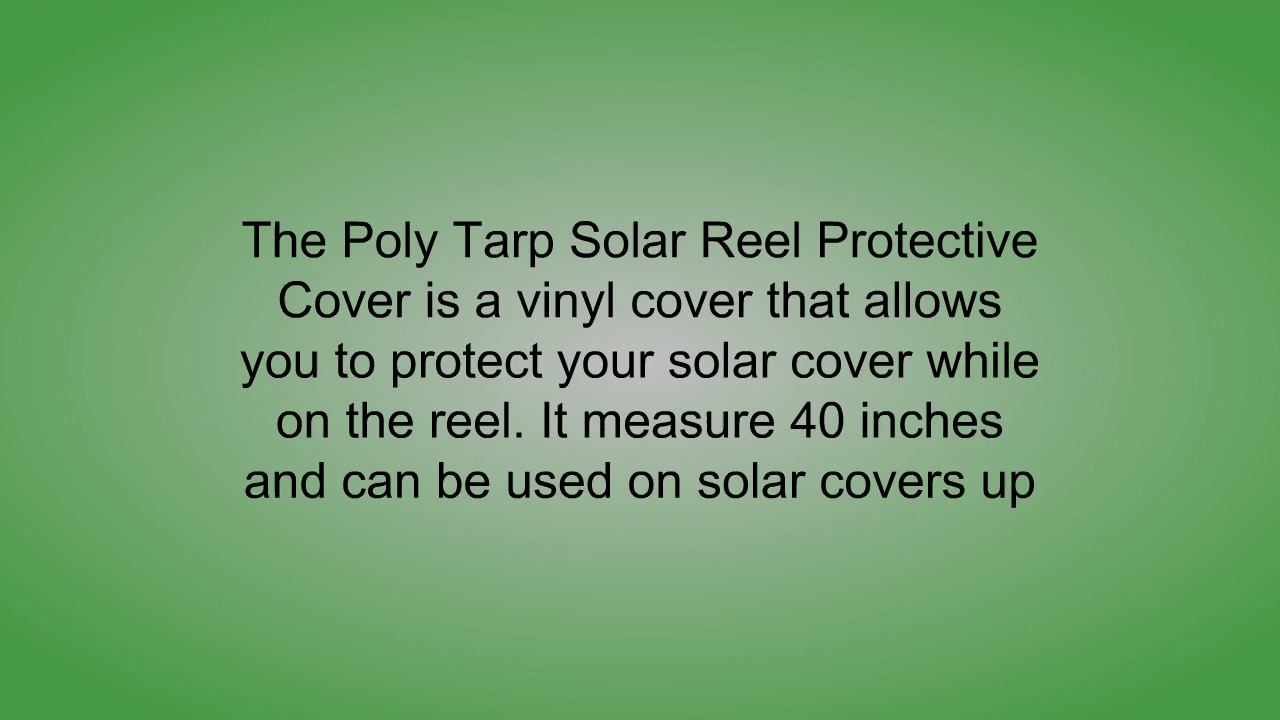 The Poly Tarp Solar Reel Protective
Cover is a vinyl cover that allows
you to protect your solar cover while
on the reel. It measure 40 inches
and can be used on solar covers up